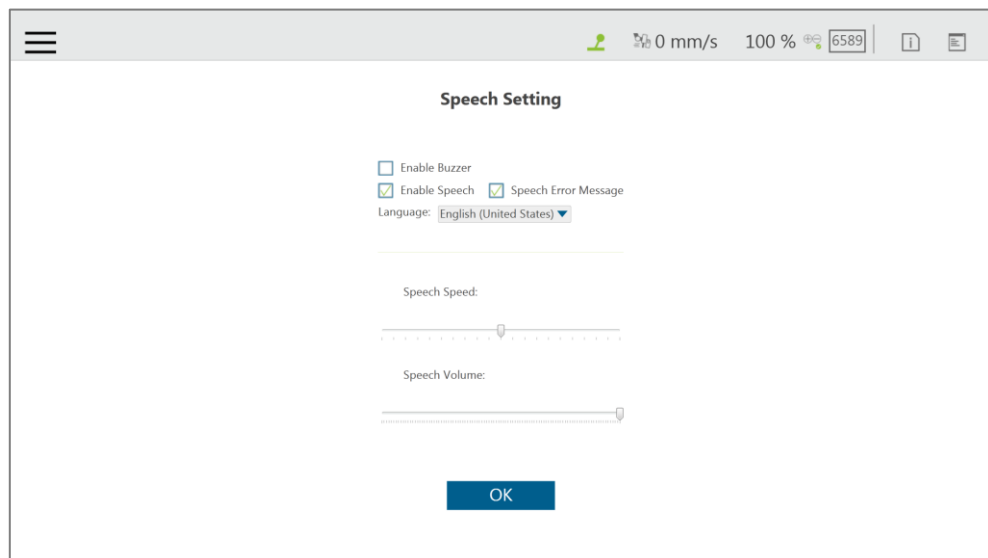 0 mm/s 100 % 6589
Speech Setting
Enable Buzzer
Enable Speech Speech Error Message
Language: English (United States)
Speech Speed:
Speech Volume:
OK